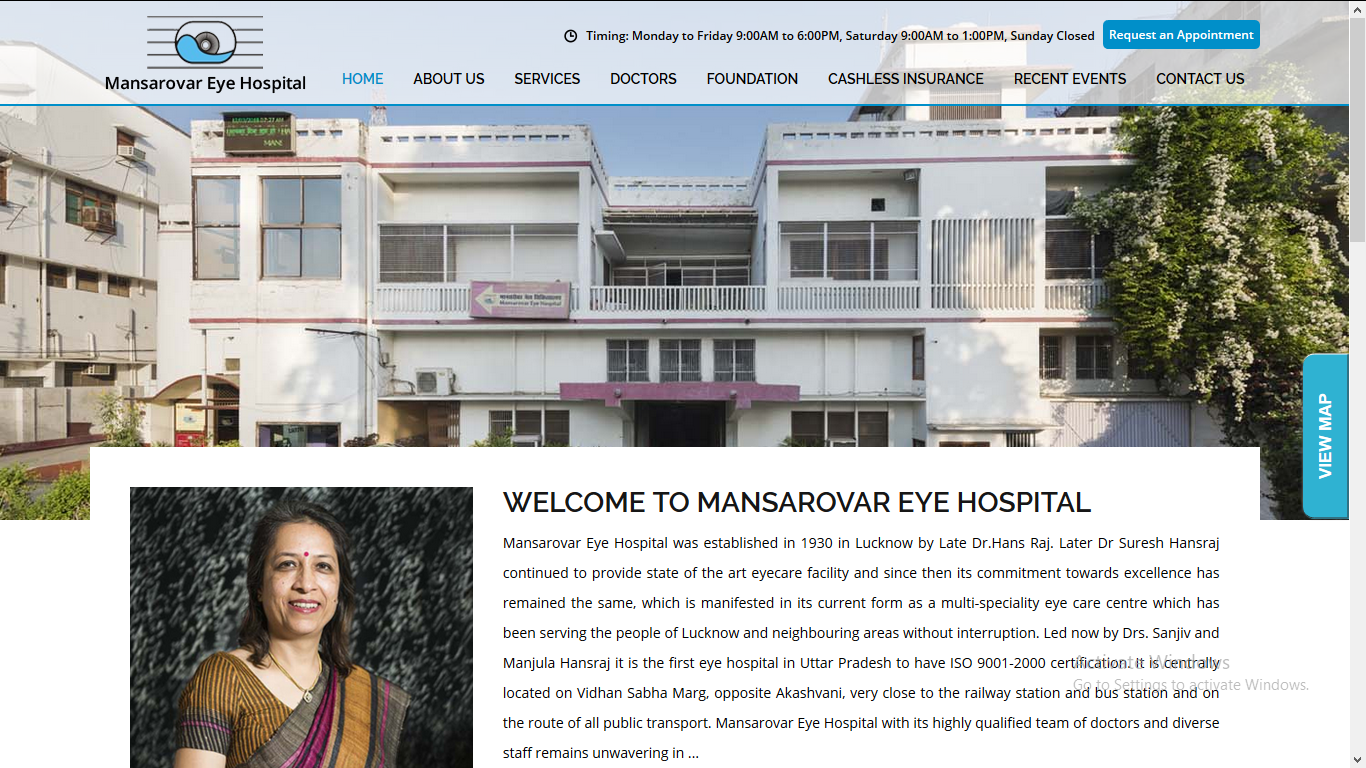 Timing: Monday to Friday 9:00AM to 6:00PM, Saturday 9:00AM to 1:00PM, Sunday Closed
Request an Appointment
Mansarovar Eye Hospital
HOME ABOUT US SERVICES DOCTORS FOUNDATION CASHLESS INSURANCE RECENT EVENTS CONTACT US
मानसरोवर नेत्र चिकित्सालय
Mansarovar Eye Hospital
VIEW MAP
WELCOME TO MANSAROVAR EYE HOSPITAL
Mansarovar Eye Hospital was established in 1930 in Lucknow by Late Dr.Hans Raj. Later Dr Suresh Hansraj
continued to provide state of the art eyecare facility and since then its commitment towards excellence has
remained the same, which is manifested in its current form as a multi-speciality eye care centre which has
been serving the people of Lucknow and neighbouring areas without interruption. Led now by Drs. Sanjiv and
Manjula Hansraj it is the first eye hospital in Uttar Pradesh to have ISO 9001-2000 certification. It is centrally
located on Vidhan Sabha Marg, opposite Akashvani, very close to the railway station and bus station and on
the route of all public transport. Mansarovar Eye Hospital with its highly qualified team of doctors and diverse
staff remains unwavering in ...
Activate Windows
Go to Settings to activate Windows.